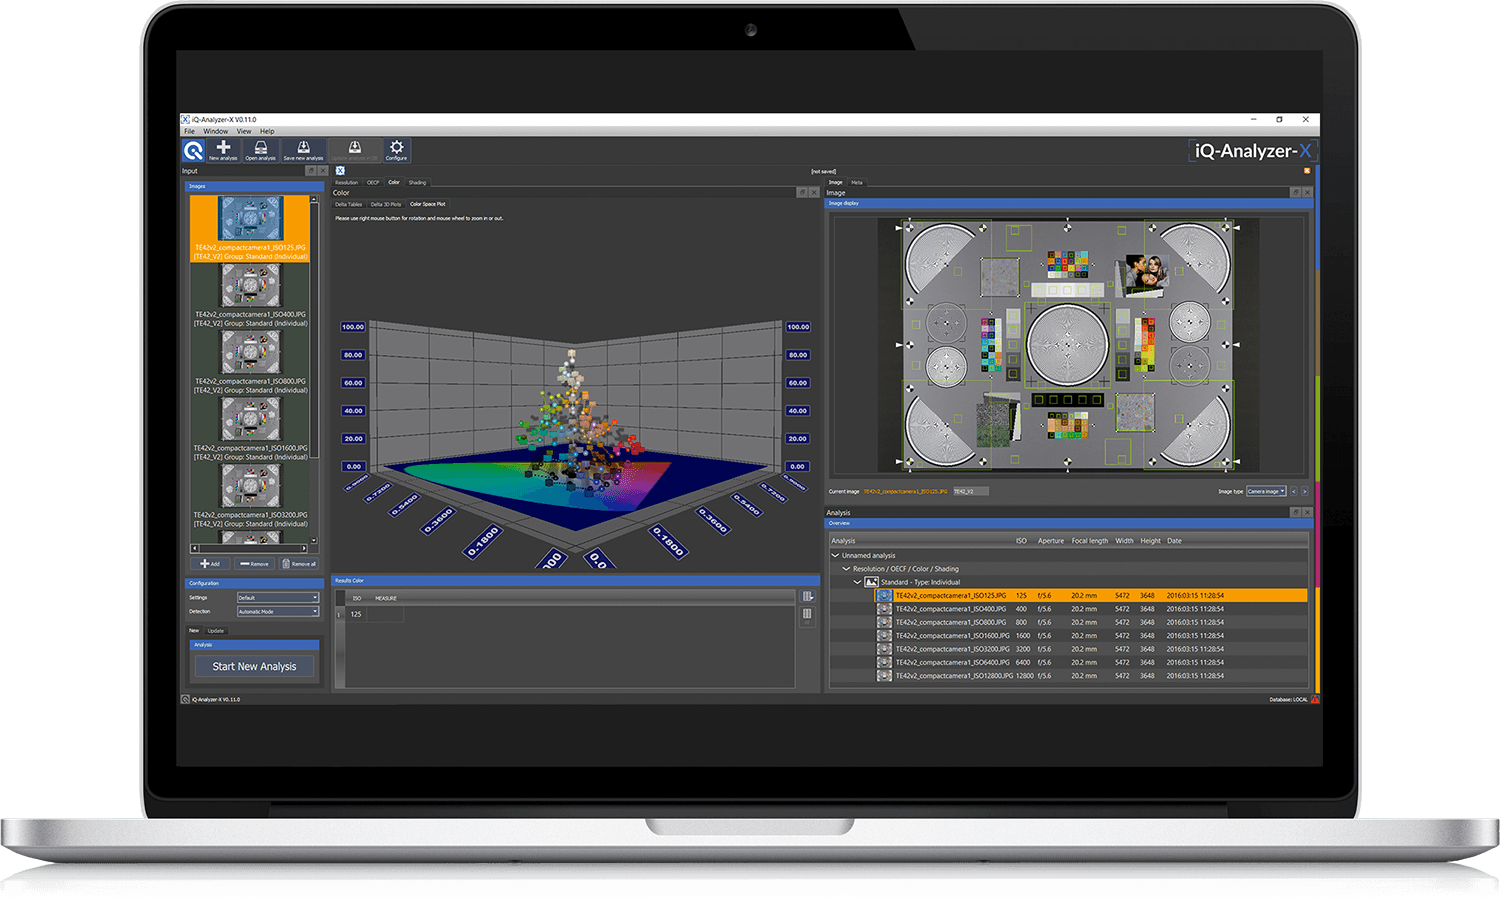 iQ-Analyzer-X V0.11.0
File Window View Help
New analysis Open analysis Save new analysis Configure
iQ-Analyzer-X
Input
Images
TE42v2_compactcamera1_ISO125.JPG
[TE42_V2] Group: Standard (Individual)
TE42v2_compactcamera1_ISO400.JPG
[TE42_V2] Group: Standard (Individual)
TE42v2_compactcamera1_ISO800.JPG
[TE42_V2] Group: Standard (Individual)
TE42v2_compactcamera1_ISO1600.JPG
[TE42_V2] Group: Standard (Individual)
TE42v2_compactcamera1_ISO3200.JPG
[TE42_V2] Group: Standard (Individual)
Add Remove Remove all
Configuration
Settings Default
Detection Automatic Mode
New Update
Analysis
Start New Analysis
[not saved]
Resolution OECF Color Shading
Color
Delta Tables Delta 3D Plots Color Space Plot
Please use right mouse button for rotation and mouse wheel to zoom in or out.
100.00 100.00
80.00 80.00
60.00 60.00
40.00 40.00
20.00 20.00
0.00 0.00
0.9000 0.9000
0.7200 0.7200
0.5400 0.5400
0.3600 0.3600
0.1800 0.1800
Results Color
ISO MEASURE
1 125
Image Meta
Image
Image display
Current image TE42v2_compactcamera1_ISO125.JPG TE42_V2 Image type Camera image < >
Analysis
Overview
Analysis ISO Aperture Focal length Width Height Date
Unnamed analysis
Resolution / OECF / Color / Shading
Standard - Type: Individual
TE42v2_compactcamera1_ISO125.JPG 125 f/5.6 20.2 mm 5472 3648 2016:03:15 11:28:54
TE42v2_compactcamera1_ISO400.JPG 400 f/5.6 20.2 mm 5472 3648 2016:03:15 11:28:54
TE42v2_compactcamera1_ISO800.JPG 800 f/5.6 20.2 mm 5472 3648 2016:03:15 11:28:54
TE42v2_compactcamera1_ISO1600.JPG 1600 f/5.6 20.2 mm 5472 3648 2016:03:15 11:28:54
TE42v2_compactcamera1_ISO3200.JPG 3200 f/5.6 20.2 mm 5472 3648 2016:03:15 11:28:54
TE42v2_compactcamera1_ISO6400.JPG 6400 f/5.6 20.2 mm 5472 3648 2016:03:15 11:28:54
TE42v2_compactcamera1_ISO12800.JPG 12800 f/5.6 20.2 mm 5472 3648 2016:03:15 11:28:54
iQ-Analyzer-X V0.11.0
Database: LOCAL